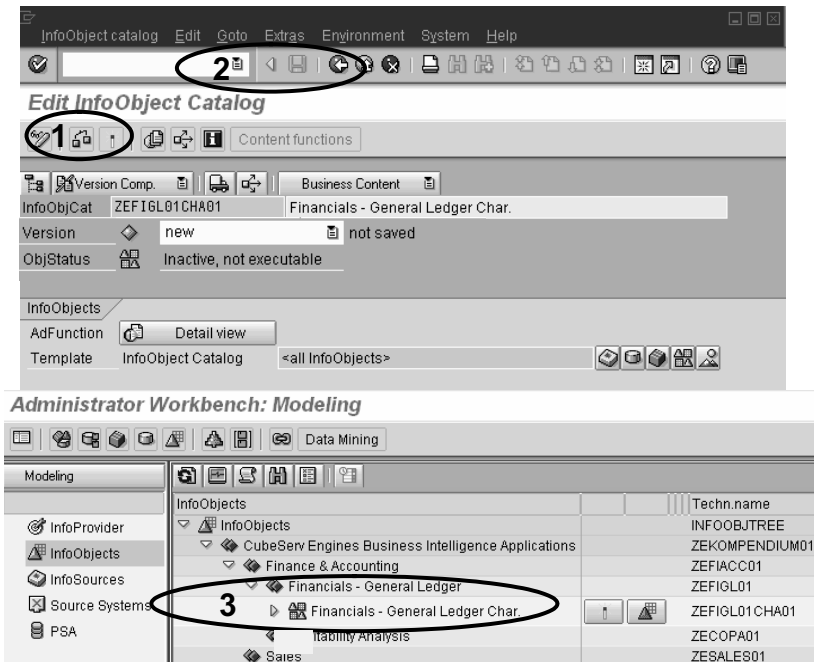 InfoObject catalog Edit Goto Extras Environment System Help
2
Edit InfoObject Catalog
1 Content functions
Version Comp. Business Content
InfoObjCat ZEFIGL01CHA01 Financials - General Ledger Char.
Version new not saved
ObjStatus Inactive, not executable
InfoObjects
AdFunction Detail view
Template InfoObject Catalog <all InfoObjects>
Administrator Workbench: Modeling
Data Mining
Modeling
InfoObjects Techn.name
InfoProvider InfoObjects INFOOBJTREE
InfoObjects CubeServ Engines Business Intelligence Applications ZEKOMPENDIUM01
InfoSources Finance & Accounting ZEFIACC01
Financials - General Ledger ZEFIGL01
Source Systems 3 Financials - General Ledger Char. ZEFIGL01CHA01
PSA Analysis ZECOPA01
Sales ZESALES01